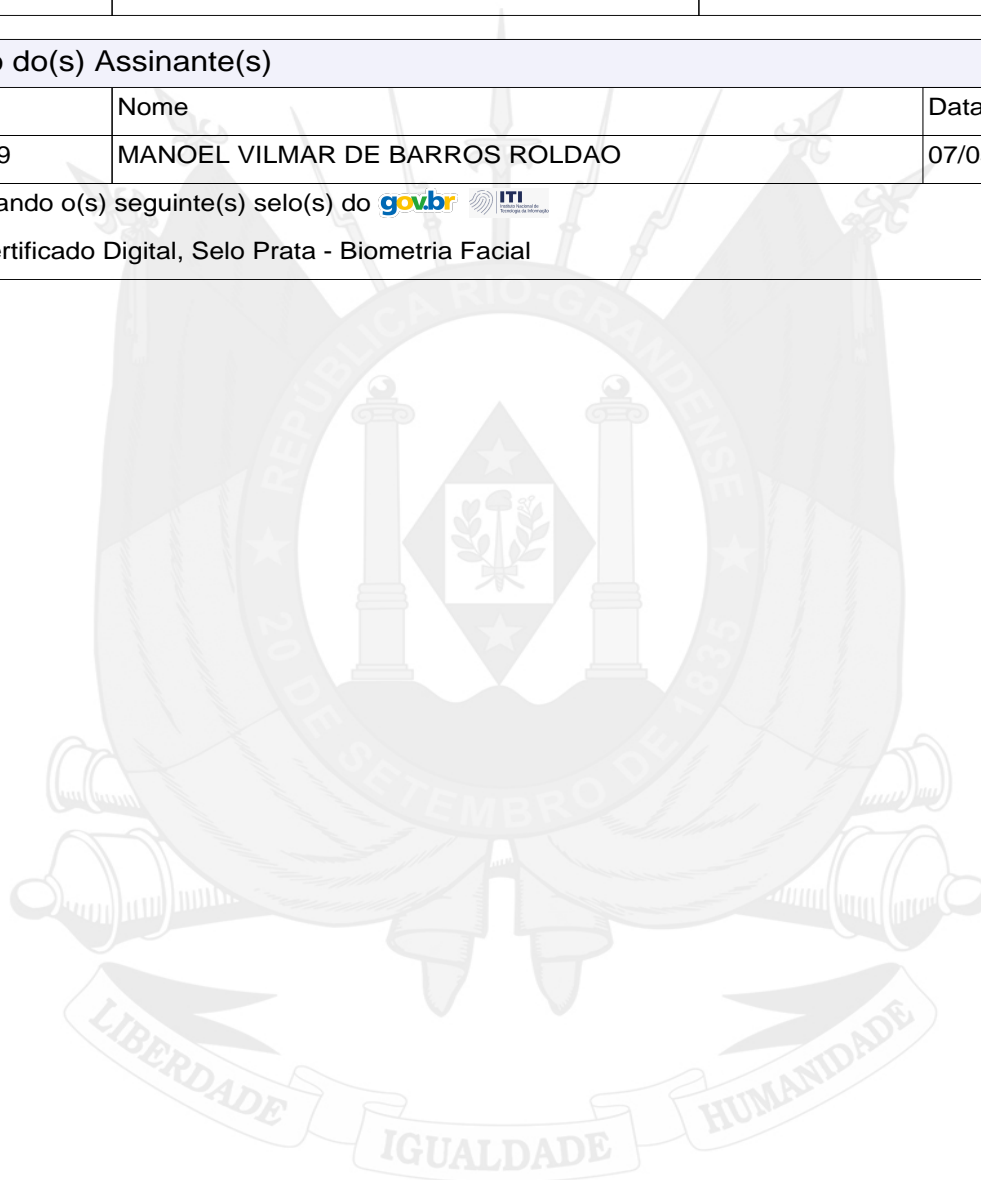 o do(s) Assinante(s)
Nome
Data
9
MANOEL VILMAR DE BARROS ROLDAO
07/0
ando o(s) seguinte(s) selo(s) do gov.br ITI
rtificado Digital, Selo Prata - Biometria Facial
REPÚBLICA RIO-GRANDENSE
20 DE SETEMBRO DE 1835
LIBERDADE
IGUALDADE
HUMANIDADE